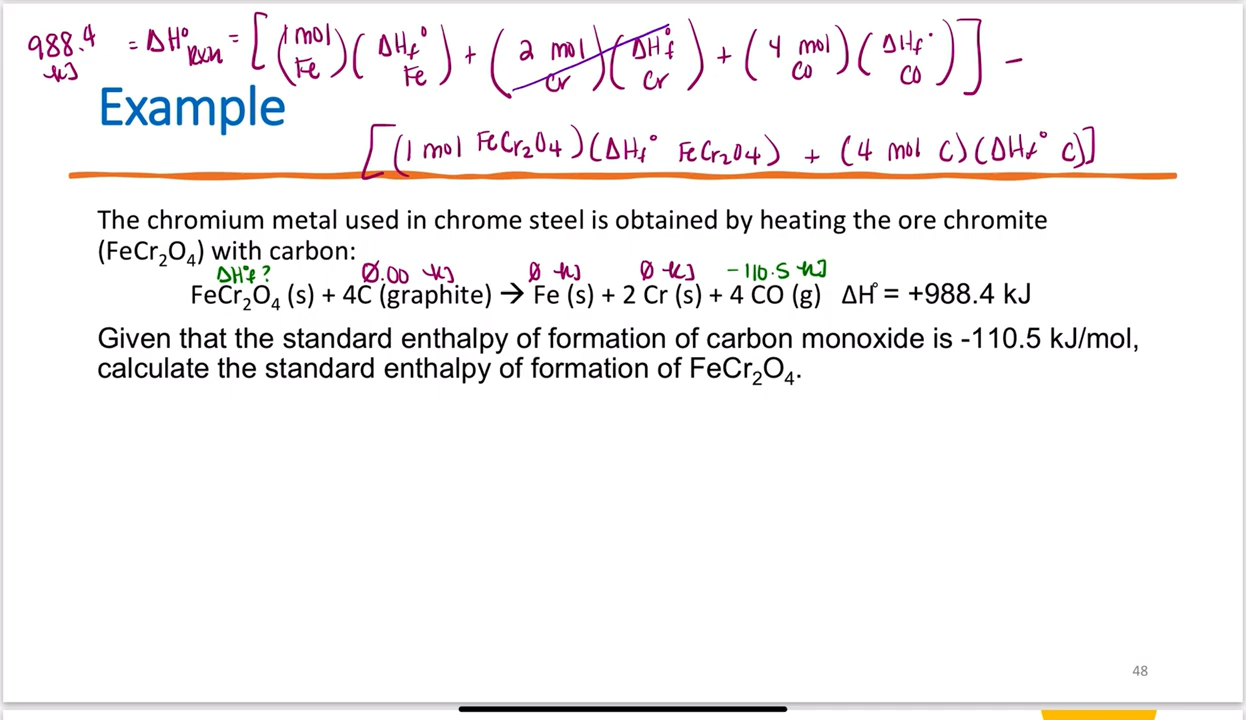 988.4 kJ = ΔH°Rxn = [(1 mol Fe)(ΔHf° Fe) + (2 mol Cr)(ΔHf° Cr) + (4 mol CO)(ΔHf° CO)] −
Example
[(1 mol FeCr2O4)(ΔHf° FeCr2O4) + (4 mol C)(ΔHf° C)]
The chromium metal used in chrome steel is obtained by heating the ore chromite
(FeCr₂O₄) with carbon:
ΔH°f? 0.00 kJ 0 kJ 0 kJ -110.5 kJ
FeCr₂O₄ (s) + 4C (graphite) → Fe (s) + 2 Cr (s) + 4 CO (g) ΔH° = +988.4 kJ
Given that the standard enthalpy of formation of carbon monoxide is -110.5 kJ/mol,
calculate the standard enthalpy of formation of FeCr₂O₄.
48